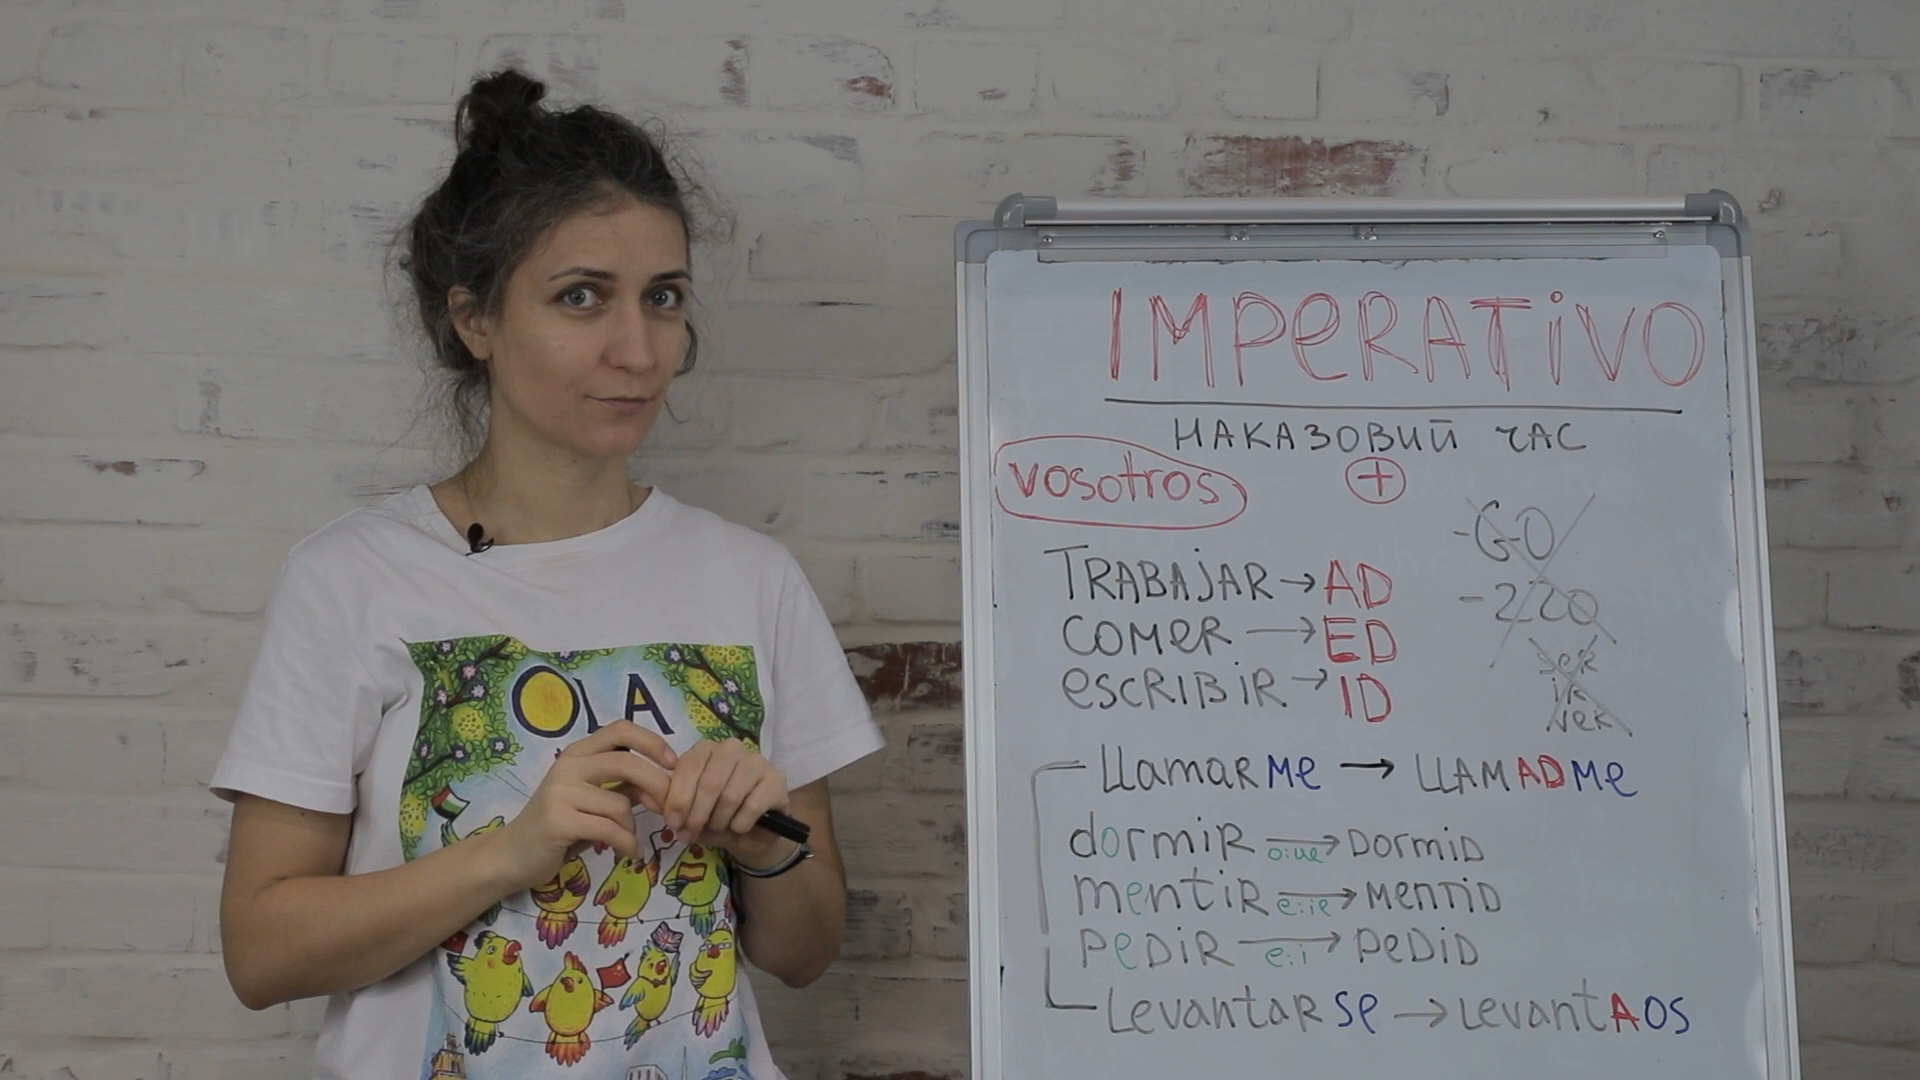 OLA
IMPERATIVO
НАКАЗОВИЙ ЧАС
vosotros +
-GO
-ZZO
TRABAJAR → AD
COMER → ED
ESCRIBIR → ID
ser
ir
ver
LlamarMe → LLAMADMe
dormir o:ue → Dormid
mentir e:ie → Mentid
Pedir e:i → Pedid
Levantarse → LevantAOS